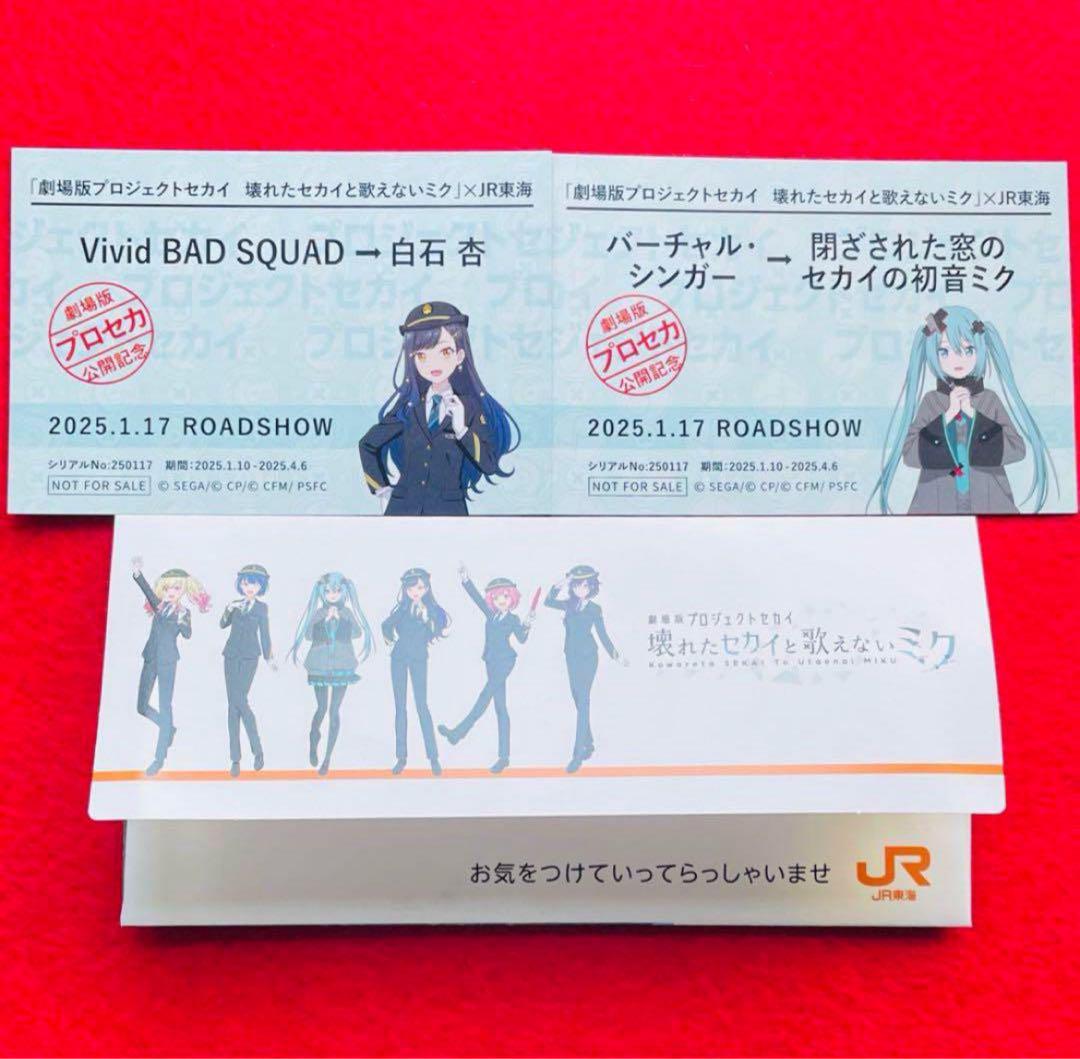 「劇場版プロジェクトセカイ 壊れたセカイと歌えないミク」×JR東海
Vivid BAD SQUAD→白石 杏
劇場版
プロセカ
公開記念
2025.1.17 ROADSHOW
シリアルNo:250117 期間:2025.1.10-2025.4.6
NOT FOR SALE © SEGA/© CP/© CFM/ PSFC
「劇場版プロジェクトセカイ 壊れたセカイと歌えないミク」×JR東海
バーチャル・シンガー → 閉ざされた窓のセカイの初音ミク
劇場版
プロセカ
公開記念
2025.1.17 ROADSHOW
シリアルNo:250117 期間:2025.1.10-2025.4.6
NOT FOR SALE © SEGA/© CP/© CFM/ PSFC
劇場版プロジェクトセカイ
壊れたセカイと歌えないミク
Kowareta SEKAI To Utaenai MIKU
お気をつけていってらっしゃいませ
JR
JR東海